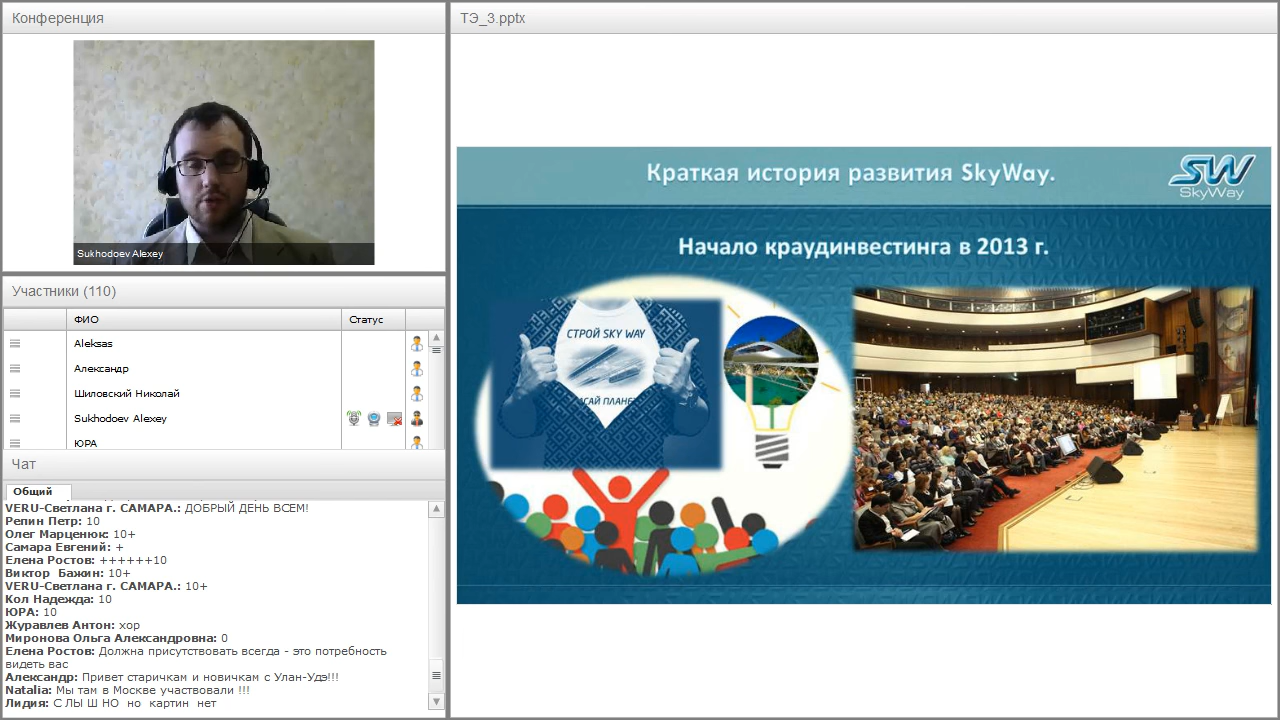 Конференция
Sukhodoev Alexey
Участники (110)
ФИО
Статус
Aleksas
Александр
Шиловский Николай
Sukhodoev Alexey
ЮРА
Чат
Общий
VERU-Светлана г. САМАРА.: ДОБРЫЙ ДЕНЬ ВСЕМ!
Репин Петр: 10
Олег Марценюк: 10+
Самара Евгений: +
Елена Ростов: ++++++10
Виктор Бажин: 10+
VERU-Светлана г. САМАРА.: 10+
Кол Надежда: 10
ЮРА: 10
Журавлев Антон: хор
Миронова Ольга Александровна: 0
Елена Ростов: Должна присутствовать всегда - это потребность
видеть вас
Александр: Привет старичкам и новичкам с Улан-Удэ!!!
Natalia: Мы там в Москве участвовали !!!
Лидия: С ЛЫ Ш НО но картин нет
ТЭ_3.pptx
Краткая история развития SkyWay.
SW
SkyWay
Начало краудинвестинга в 2013 г.
СТРОЙ SKY WAY
АСАЙ ПЛАНЕ